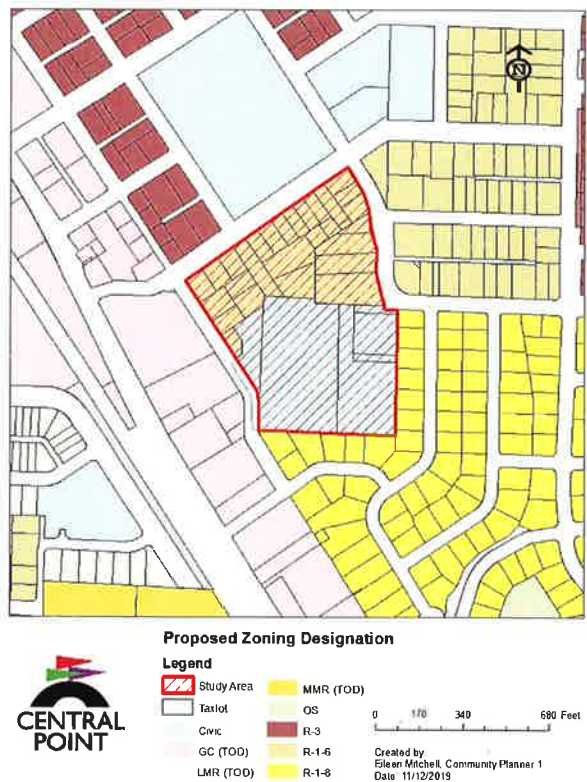 N
Proposed Zoning Designation
Legend
Study Area
Taxlot
Civic
GC (TOD)
LMR (TOD)
MMR (TOD)
OS
R-3
R-1-6
R-1-8
0 170 340 680 Feet
Created by
Eileen Mitchell, Community Planner 1
Date 11/12/2019
CENTRAL
POINT